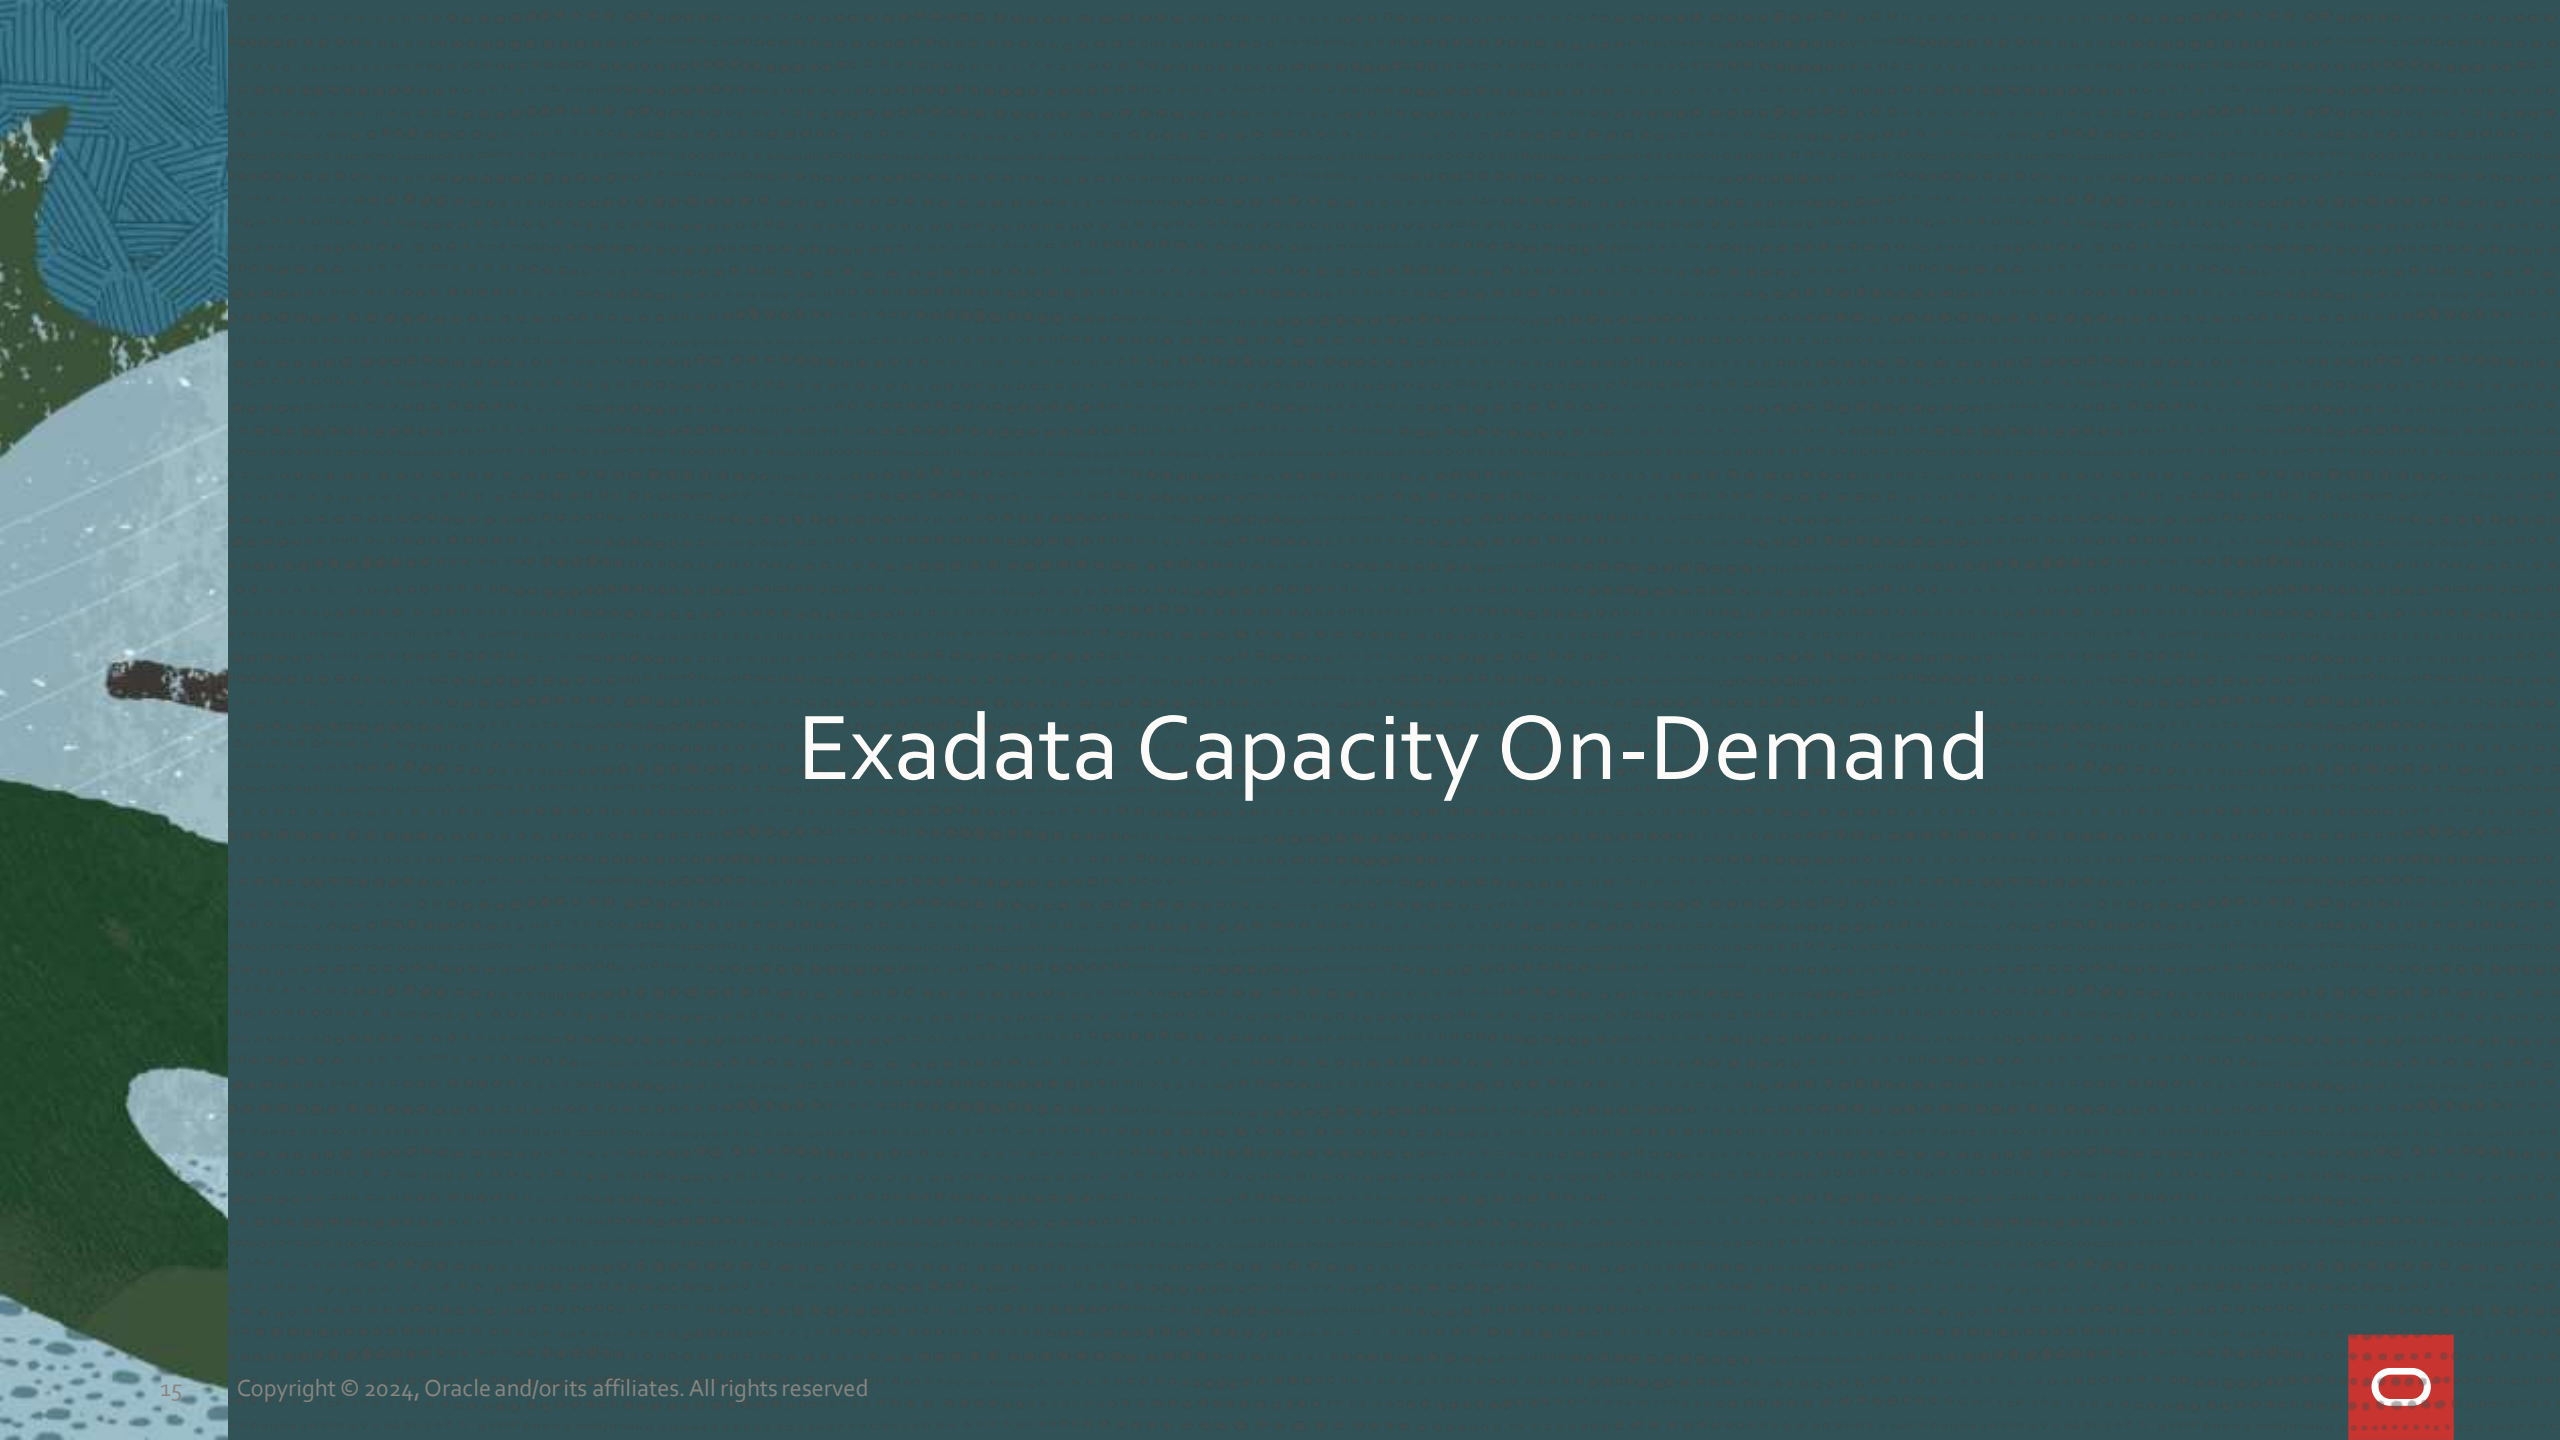 Exadata Capacity On-Demand
15 Copyright © 2024, Oracle and/or its affiliates. All rights reserved